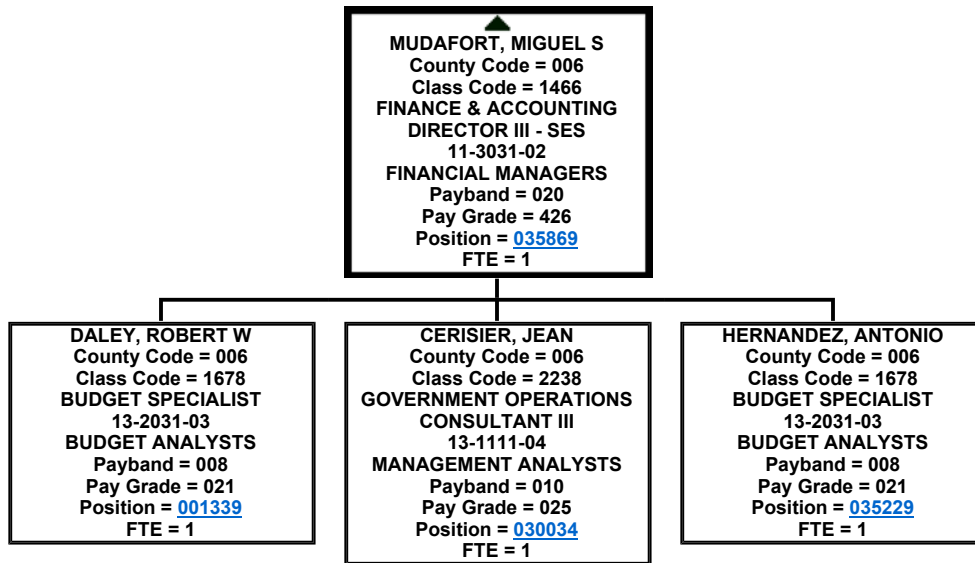 MUDAFORT, MIGUEL S
County Code = 006
Class Code = 1466
FINANCE & ACCOUNTING
DIRECTOR III - SES
11-3031-02
FINANCIAL MANAGERS
Payband = 020
Pay Grade = 426
Position = 035869
FTE = 1
DALEY, ROBERT W
County Code = 006
Class Code = 1678
BUDGET SPECIALIST
13-2031-03
BUDGET ANALYSTS
Payband = 008
Pay Grade = 021
Position = 001339
FTE = 1
CERISIER, JEAN
County Code = 006
Class Code = 2238
GOVERNMENT OPERATIONS
CONSULTANT III
13-1111-04
MANAGEMENT ANALYSTS
Payband = 010
Pay Grade = 025
Position = 030034
FTE = 1
HERNANDEZ, ANTONIO
County Code = 006
Class Code = 1678
BUDGET SPECIALIST
13-2031-03
BUDGET ANALYSTS
Payband = 008
Pay Grade = 021
Position = 035229
FTE = 1